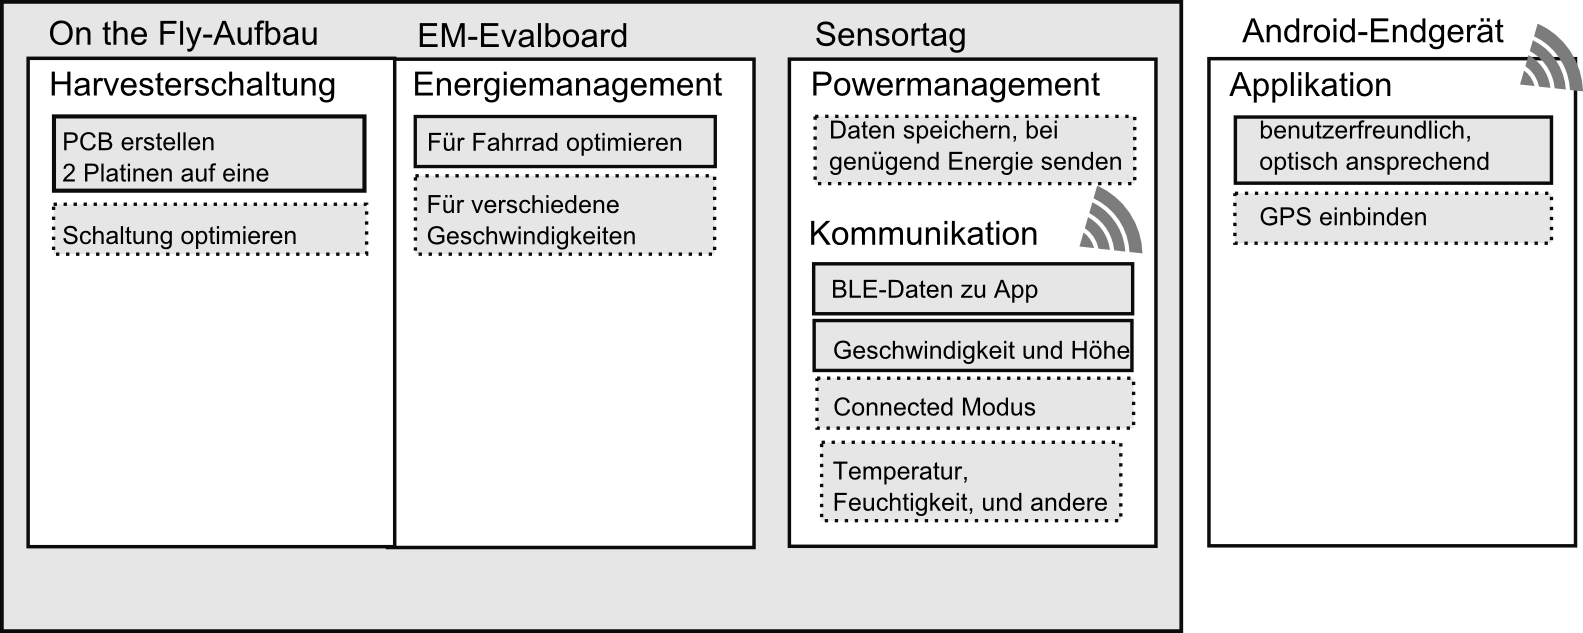 On the Fly-Aufbau
Harvesterschaltung
PCB erstellen
2 Platinen auf eine
Schaltung optimieren
EM-Evalboard
Energiemanagement
Für Fahrrad optimieren
Für verschiedene
Geschwindigkeiten
Sensortag
Powermanagement
Daten speichern, bei
genügend Energie senden
Kommunikation
BLE-Daten zu App
Geschwindigkeit und Höhe
Connected Modus
Temperatur,
Feuchtigkeit, und andere
Android-Endgerät
Applikation
benutzerfreundlich,
optisch ansprechend
GPS einbinden